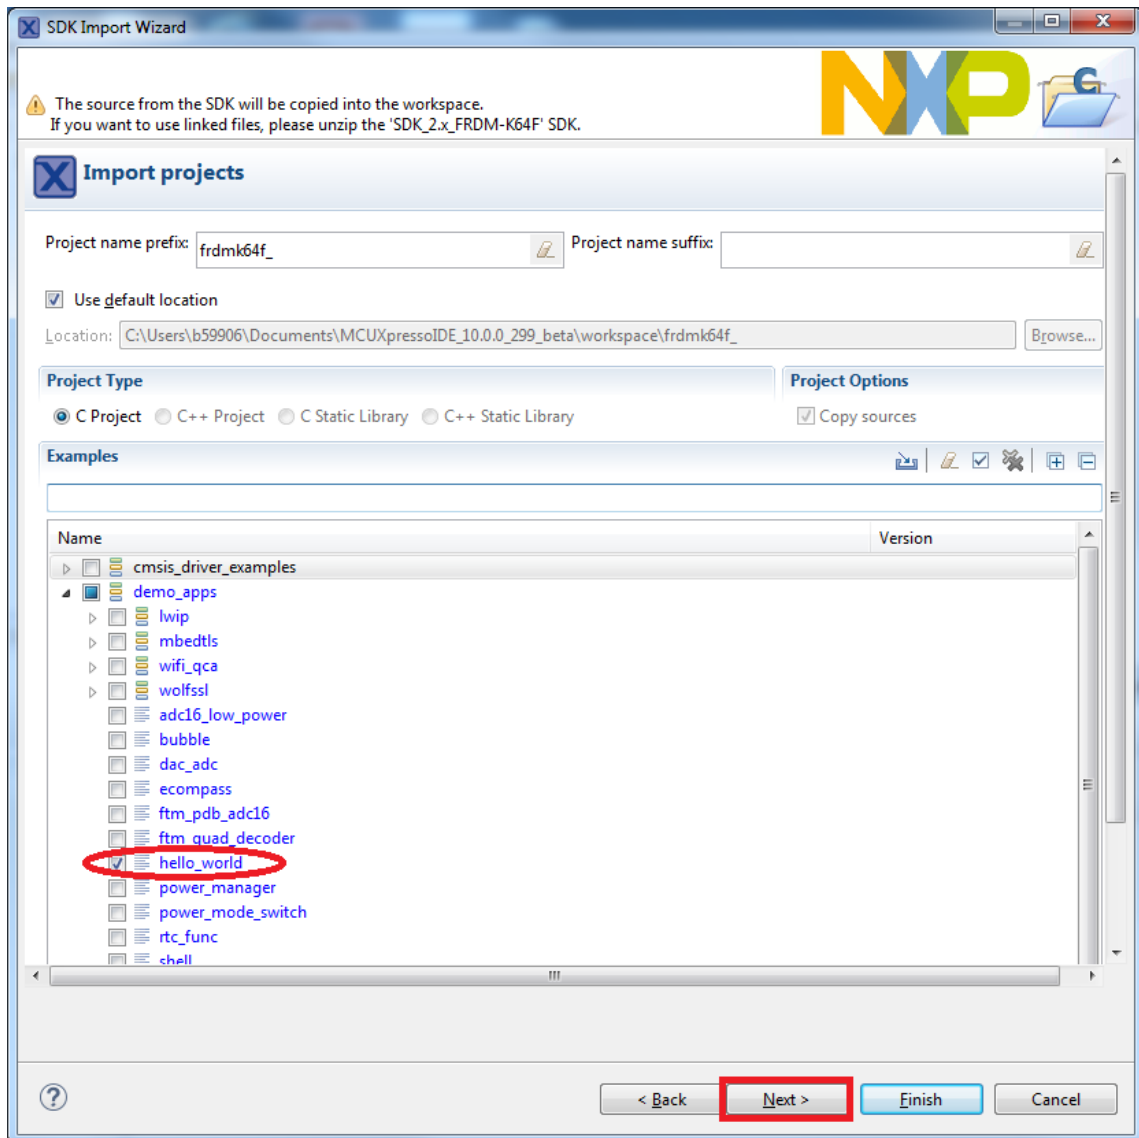 SDK Import Wizard
The source from the SDK will be copied into the workspace.
If you want to use linked files, please unzip the 'SDK_2.x_FRDM-K64F' SDK.
NXP
Import projects
Project name prefix: frdmk64f_ Project name suffix:
Use default location
Location: C:\Users\b59906\Documents\MCUXpressoIDE_10.0.0_299_beta\workspace\frdmk64f_ Browse...
Project Type Project Options
C Project C++ Project C Static Library C++ Static Library Copy sources
Examples
Name Version
cmsis_driver_examples
demo_apps
lwip
mbedtls
wifi_qca
wolfssl
adc16_low_power
bubble
dac_adc
ecompass
ftm_pdb_adc16
ftm_quad_decoder
hello_world
power_manager
power_mode_switch
rtc_func
shell
< Back Next > Finish Cancel